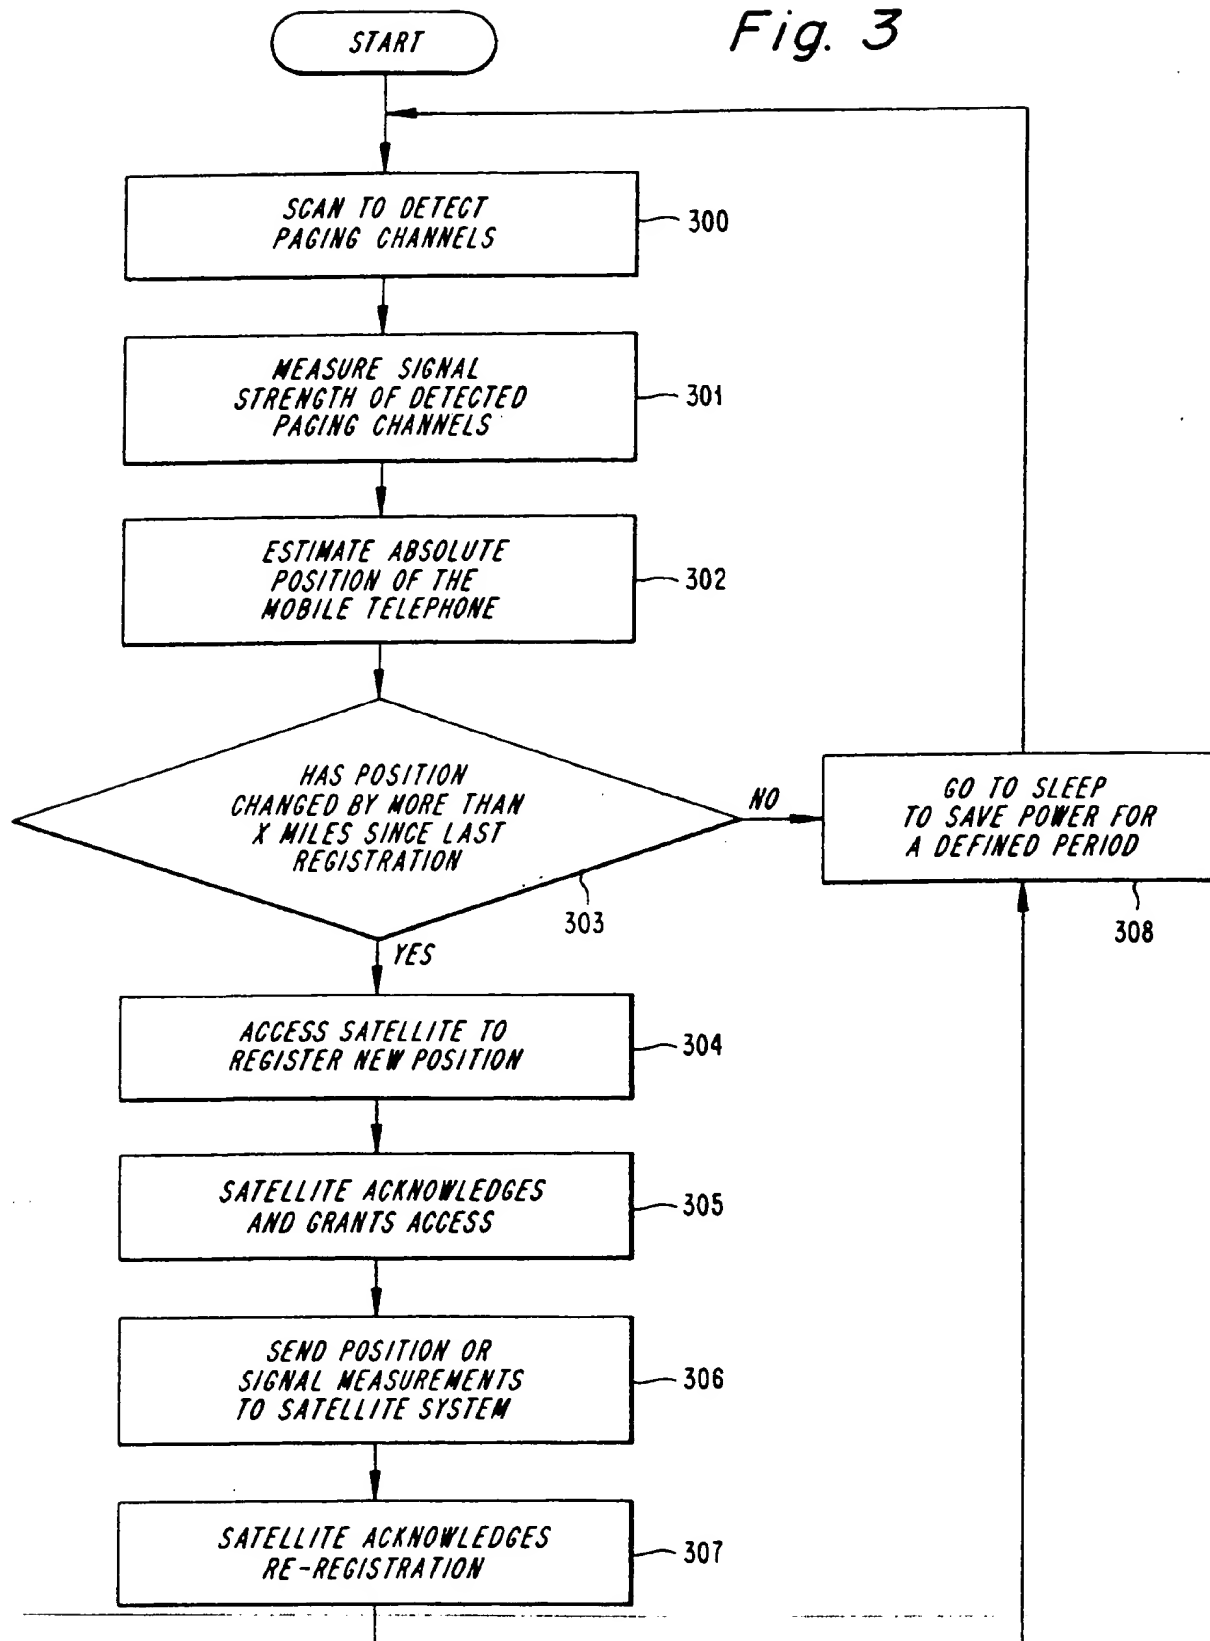 Fig. 3
START
SCAN TO DETECT
PAGING CHANNELS
300
MEASURE SIGNAL
STRENGTH OF DETECTED
PAGING CHANNELS
301
ESTIMATE ABSOLUTE
POSITION OF THE
MOBILE TELEPHONE
302
HAS POSITION
CHANGED BY MORE THAN
X MILES SINCE LAST
REGISTRATION
303
NO
GO TO SLEEP
TO SAVE POWER FOR
A DEFINED PERIOD
308
YES
ACCESS SATELLITE TO
REGISTER NEW POSITION
304
SATELLITE ACKNOWLEDGES
AND GRANTS ACCESS
305
SEND POSITION OR
SIGNAL MEASUREMENTS
TO SATELLITE SYSTEM
306
SATELLITE ACKNOWLEDGES
RE-REGISTRATION
307